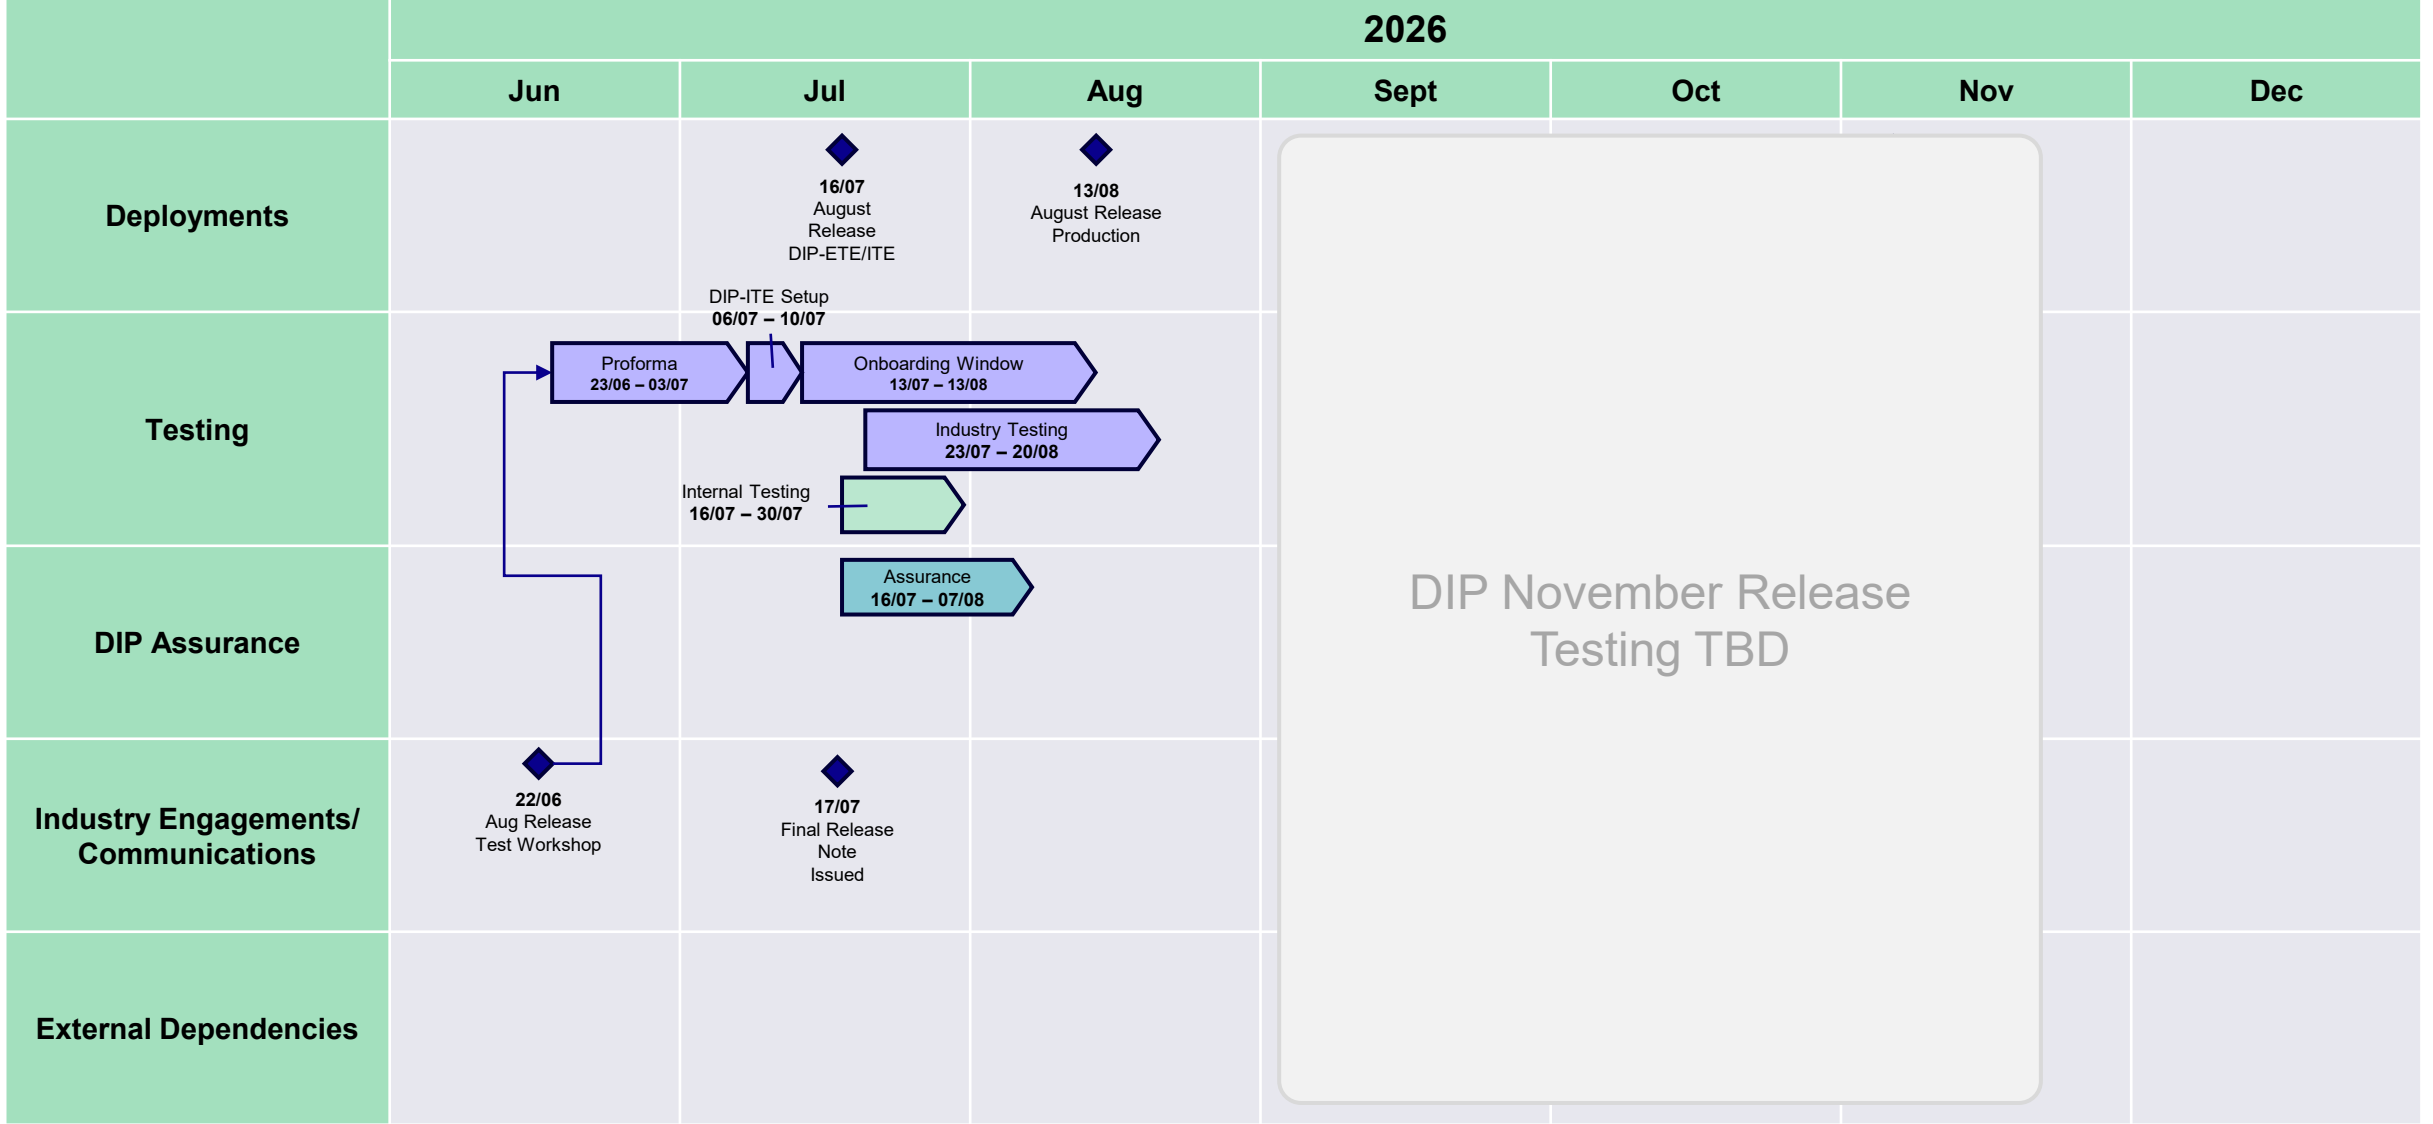 2026
Jun
Jul
Aug
Sept
Oct
Nov
Dec
Deployments
16/07
August
Release
DIP-ETE/ITE
13/08
August Release
Production
Testing
DIP-ITE Setup
06/07 – 10/07
Proforma
23/06 – 03/07
Onboarding Window
13/07 – 13/08
Industry Testing
23/07 – 20/08
Internal Testing
16/07 – 30/07
DIP Assurance
Assurance
16/07 – 07/08
DIP November Release
Testing TBD
Industry Engagements/
Communications
22/06
Aug Release
Test Workshop
17/07
Final Release
Note
Issued
External Dependencies